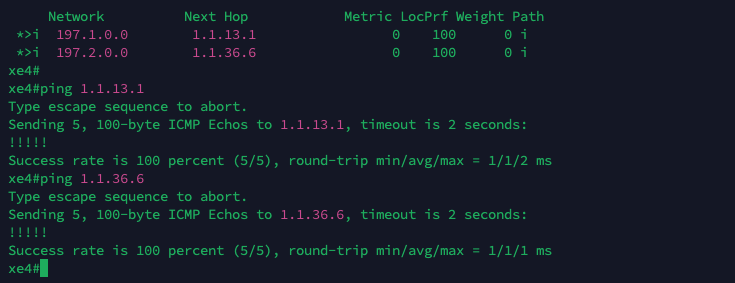 Network          Next Hop            Metric LocPrf Weight Path
 *>i  197.1.0.0        1.1.13.1                 0    100      0 i
 *>i  197.2.0.0        1.1.36.6                 0    100      0 i
xe4#
xe4#ping 1.1.13.1
Type escape sequence to abort.
Sending 5, 100-byte ICMP Echos to 1.1.13.1, timeout is 2 seconds:
!!!!!
Success rate is 100 percent (5/5), round-trip min/avg/max = 1/1/2 ms
xe4#ping 1.1.36.6
Type escape sequence to abort.
Sending 5, 100-byte ICMP Echos to 1.1.36.6, timeout is 2 seconds:
!!!!!
Success rate is 100 percent (5/5), round-trip min/avg/max = 1/1/1 ms
xe4#